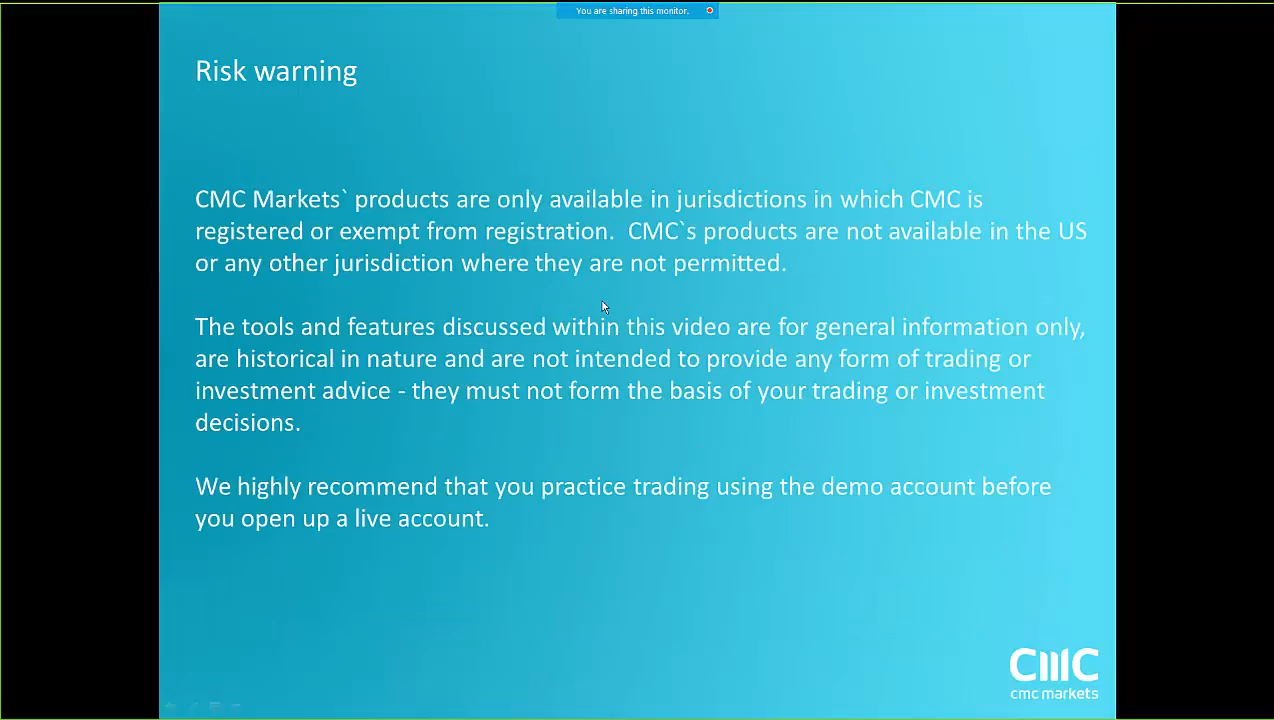 You are sharing this monitor.
Risk warning
CMC Markets` products are only available in jurisdictions in which CMC is
registered or exempt from registration.  CMC`s products are not available in the US
or any other jurisdiction where they are not permitted.
The tools and features discussed within this video are for general information only,
are historical in nature and are not intended to provide any form of trading or
investment advice - they must not form the basis of your trading or investment
decisions.
We highly recommend that you practice trading using the demo account before
you open up a live account.
CMC
cmc markets